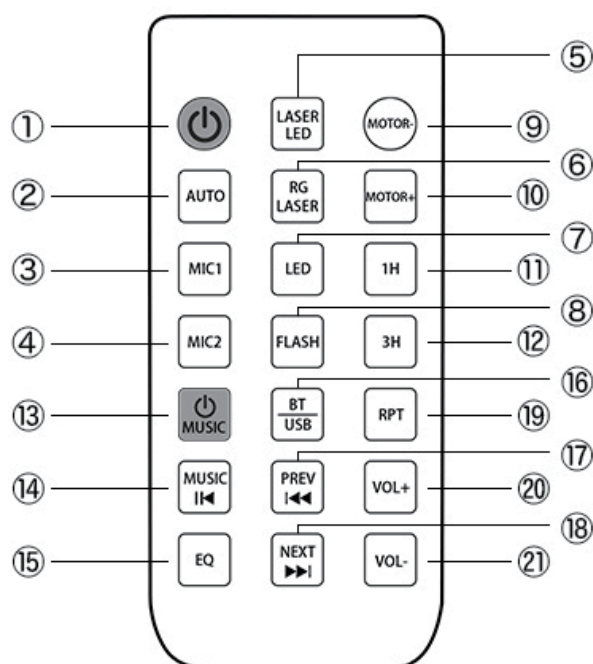 ⑤
① LASER LED MOTOR- ⑨
⑥
② AUTO RG LASER MOTOR+ ⑩
⑦
③ MIC1 LED 1H ⑪
⑧
④ MIC2 FLASH 3H ⑫
⑯
⑬ MUSIC BT USB RPT ⑲
⑰
⑭ MUSIC PREV VOL+ ⑳
⑱
⑮ EQ NEXT VOL- ㉑